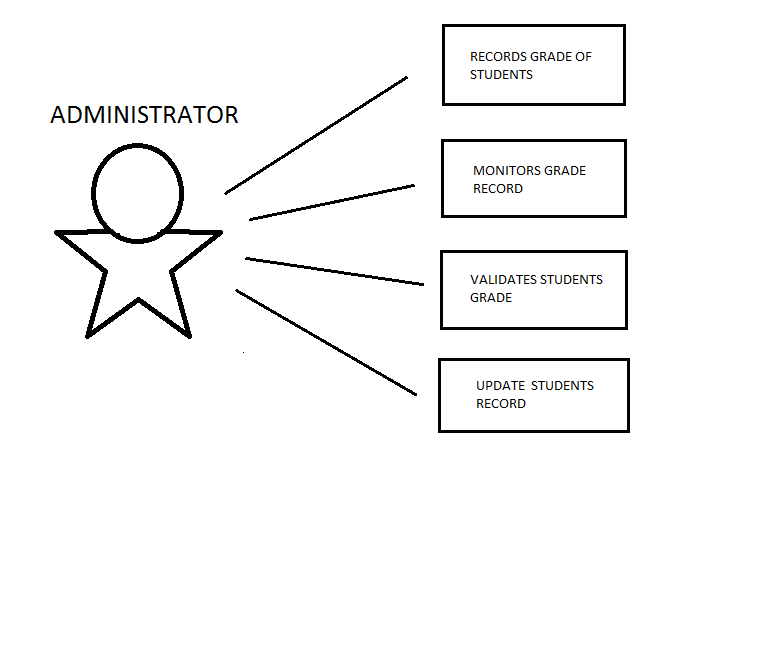 ADMINISTRATOR
RECORDS GRADE OF
STUDENTS
MONITORS GRADE
RECORD
VALIDATES STUDENTS
GRADE
UPDATE  STUDENTS
RECORD